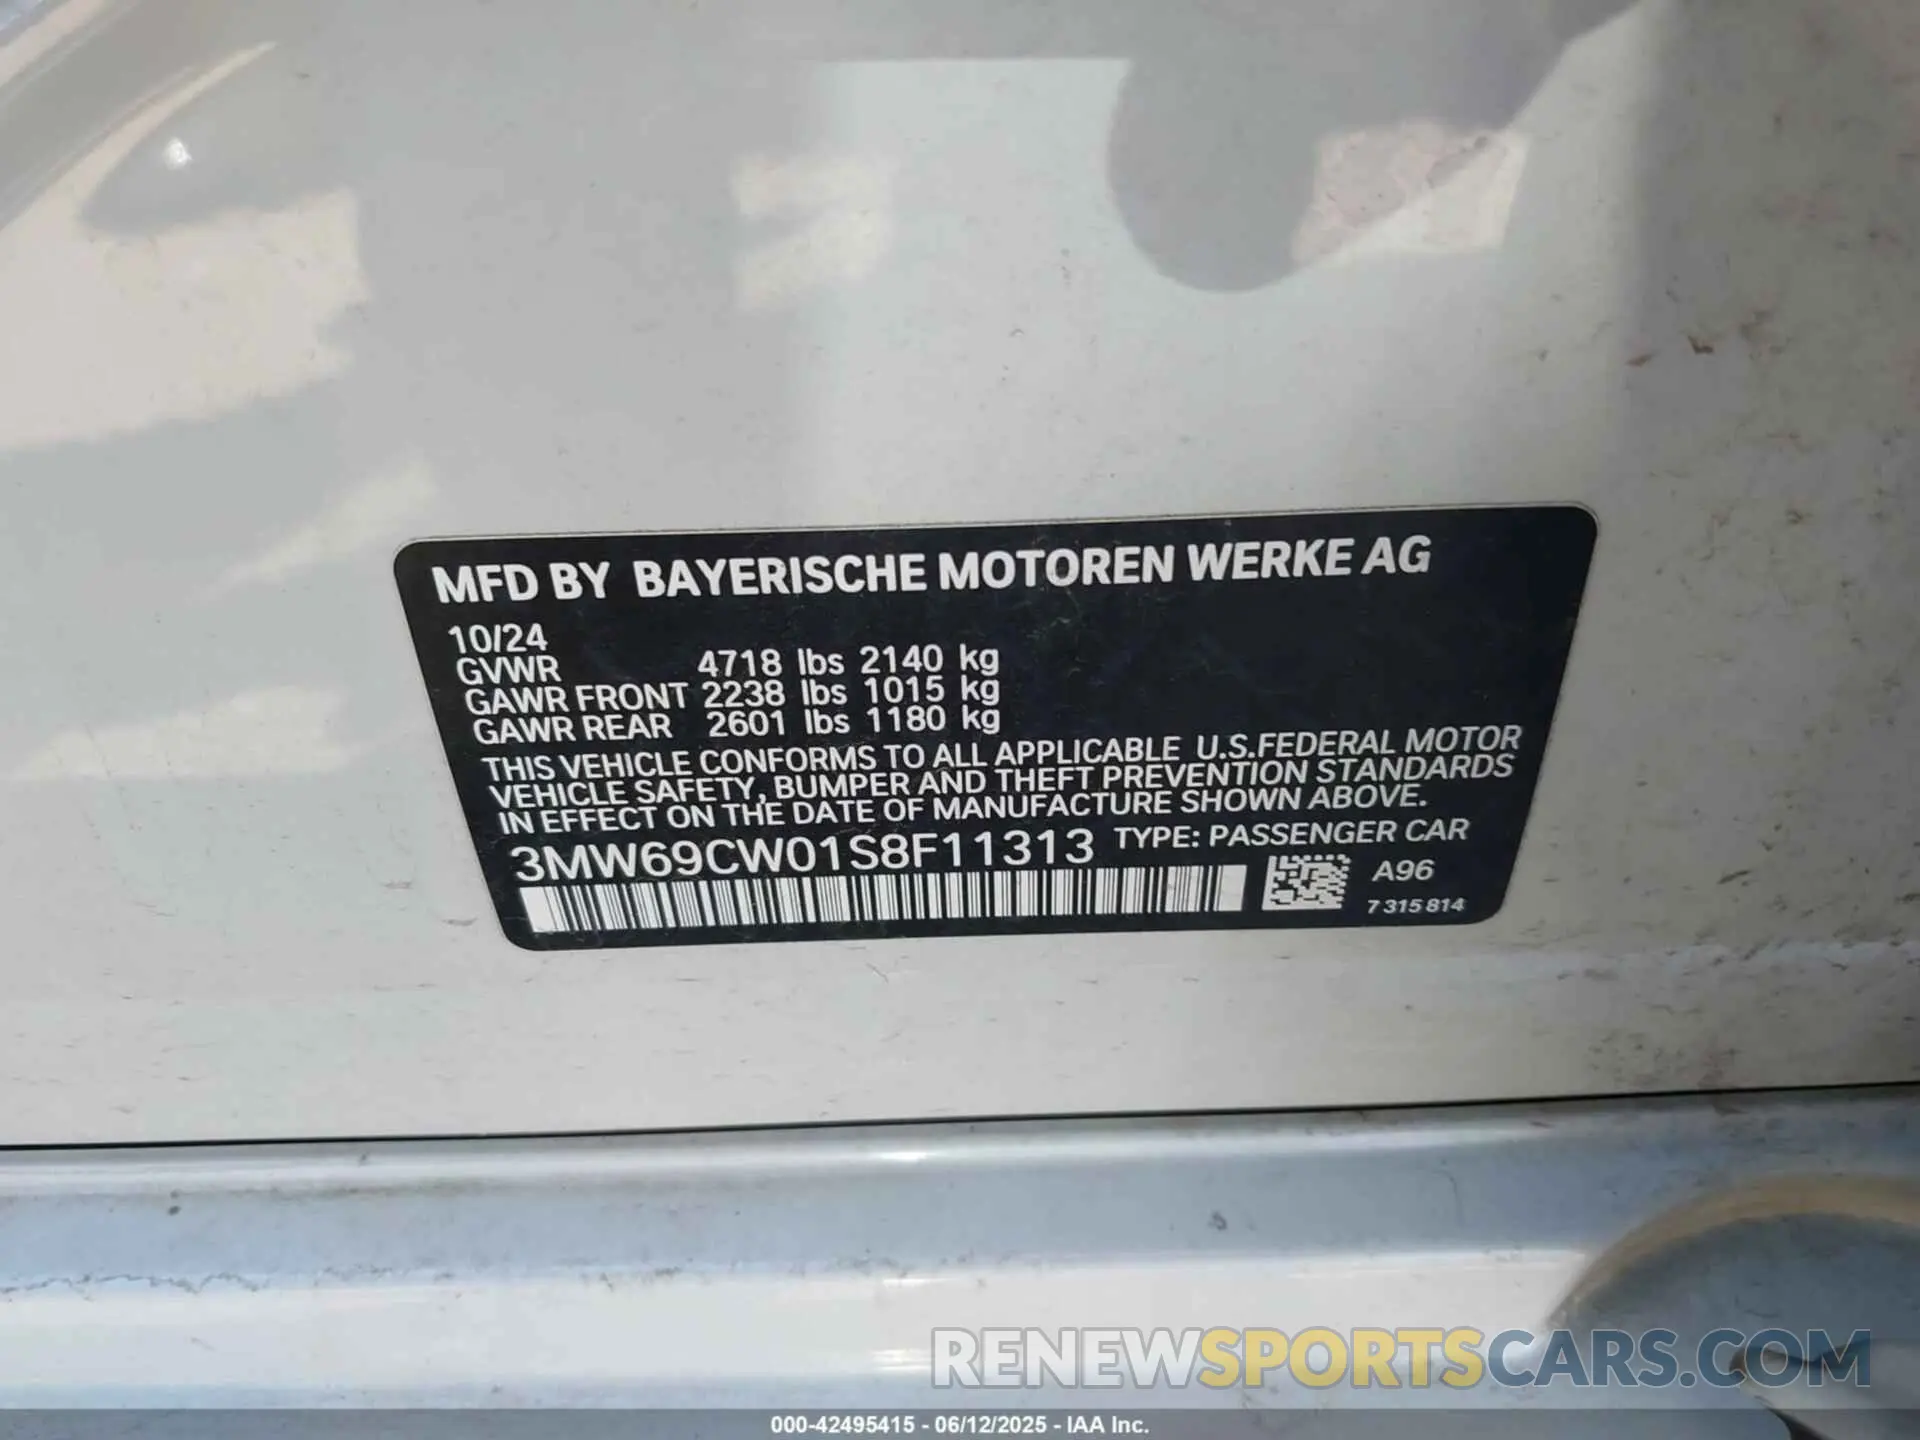 MFD BY BAYERISCHE MOTOREN WERKE AG
10/24
GVWR 4718 lbs 2140 kg
GAWR FRONT 2238 lbs 1015 kg
GAWR REAR 2601 lbs 1180 kg
THIS VEHICLE CONFORMS TO ALL APPLICABLE U.S.FEDERAL MOTOR
VEHICLE SAFETY, BUMPER AND THEFT PREVENTION STANDARDS
IN EFFECT ON THE DATE OF MANUFACTURE SHOWN ABOVE.
3MW69CW01S8F11313 TYPE: PASSENGER CAR
A96
7 315 814
RENEWSPORTSCARS.COM
000-42495415 - 06/12/2025 - IAA Inc.